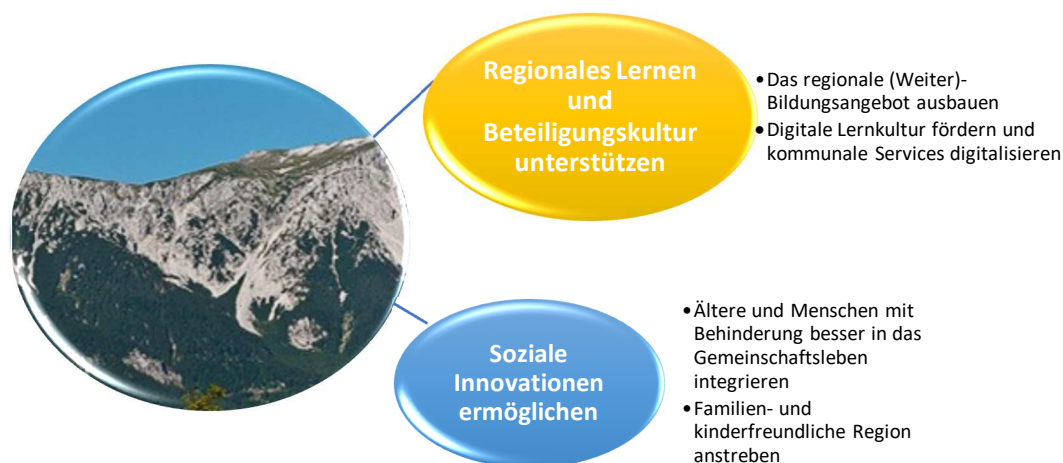 Regionales Lernen
und
Beteiligungskultur
unterstützen
•Das regionale (Weiter)-
Bildungsangebot ausbauen
•Digitale Lernkultur fördern und
kommunale Services digitalisieren
Soziale
Innovationen
ermöglichen
•Ältere und Menschen mit
Behinderung besser in das
Gemeinschaftsleben
integrieren
•Familien- und
kinderfreundliche Region
anstreben